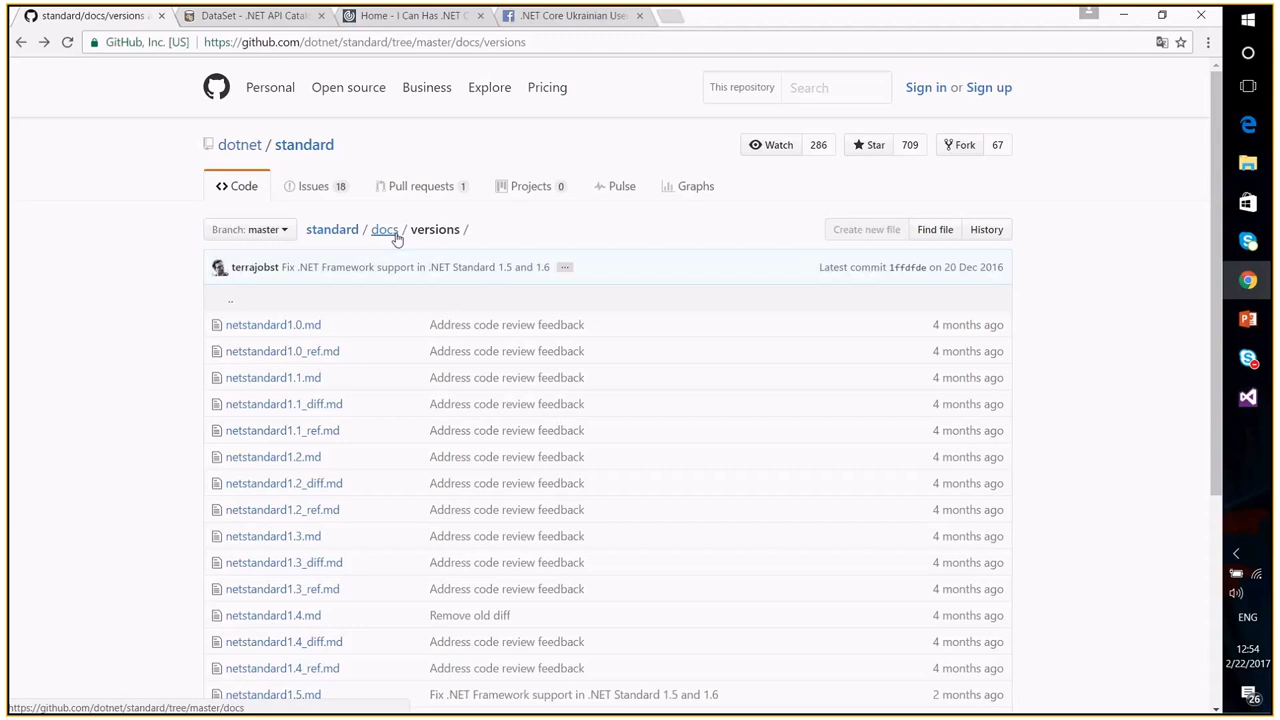 standard/docs/versions
DataSet - .NET API Catal
Home - I Can Has .NET C
.NET Core Ukrainian Use
GitHub, Inc. [US] https://github.com/dotnet/standard/tree/master/docs/versions
Personal Open source Business Explore Pricing This repository Search Sign in or Sign up
dotnet / standard Watch 286 Star 709 Fork 67
Code Issues 18 Pull requests 1 Projects 0 Pulse Graphs
Branch: master standard / docs / versions / Create new file Find file History
terrajobst Fix .NET Framework support in .NET Standard 1.5 and 1.6 ... Latest commit 1ffdfde on 20 Dec 2016
..
netstandard1.0.md Address code review feedback 4 months ago
netstandard1.0_ref.md Address code review feedback 4 months ago
netstandard1.1.md Address code review feedback 4 months ago
netstandard1.1_diff.md Address code review feedback 4 months ago
netstandard1.1_ref.md Address code review feedback 4 months ago
netstandard1.2.md Address code review feedback 4 months ago
netstandard1.2_diff.md Address code review feedback 4 months ago
netstandard1.2_ref.md Address code review feedback 4 months ago
netstandard1.3.md Address code review feedback 4 months ago
netstandard1.3_diff.md Address code review feedback 4 months ago
netstandard1.3_ref.md Address code review feedback 4 months ago
netstandard1.4.md Remove old diff 4 months ago
netstandard1.4_diff.md Address code review feedback 4 months ago
netstandard1.4_ref.md Address code review feedback 4 months ago
netstandard1.5.md Fix .NET Framework support in .NET Standard 1.5 and 1.6 2 months ago
https://github.com/dotnet/standard/tree/master/docs
ENG
12:54
2/22/2017
26